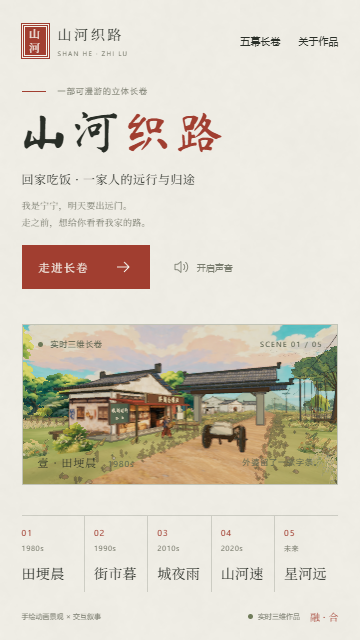 山河
山河织路
SHAN HE · ZHI LU
五幕长卷
关于作品
一部可漫游的立体长卷
山河织路
回家吃饭 · 一家人的远行与归途
我是宁宁，明天要出远门。
走之前，想给你看看我家的路。
走进长卷 →
开启声音
实时三维长卷
SCENE 01 / 05
壹 · 田埂晨 1980s
01
1980s
田埂晨
02
1990s
街市暮
03
2010s
城夜雨
04
2020s
山河速
05
未来
星河远
手绘动画景观 × 交互叙事
实时三维作品
融 · 合